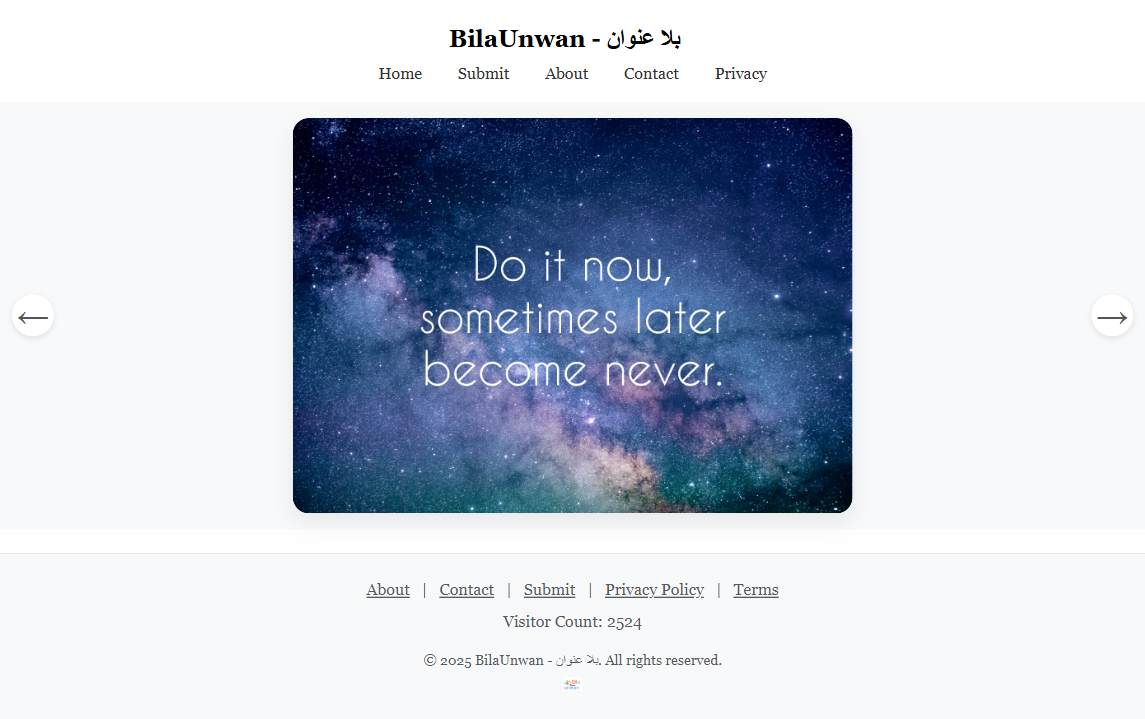 BilaUnwan - بلا عنوان
Home Submit About Contact Privacy
Do it now,
sometimes later
become never.
←
→
About | Contact | Submit | Privacy Policy | Terms
Visitor Count: 2524
© 2025 BilaUnwan - بلا عنوان. All rights reserved.